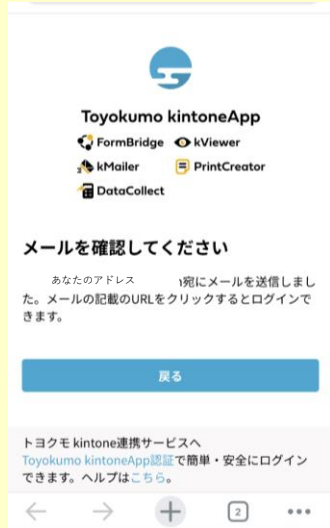 Toyokumo kintoneApp
FormBridge kViewer
kMailer PrintCreator
DataCollect
メールを確認してください
あなたのアドレス 宛にメールを送信しまし
た。メールの記載のURLをクリックするとログインで
きます。
戻る
トヨクモ kintone連携サービスへ
Toyokumo kintoneApp認証で簡単・安全にログイン
できます。ヘルプはこちら。
2